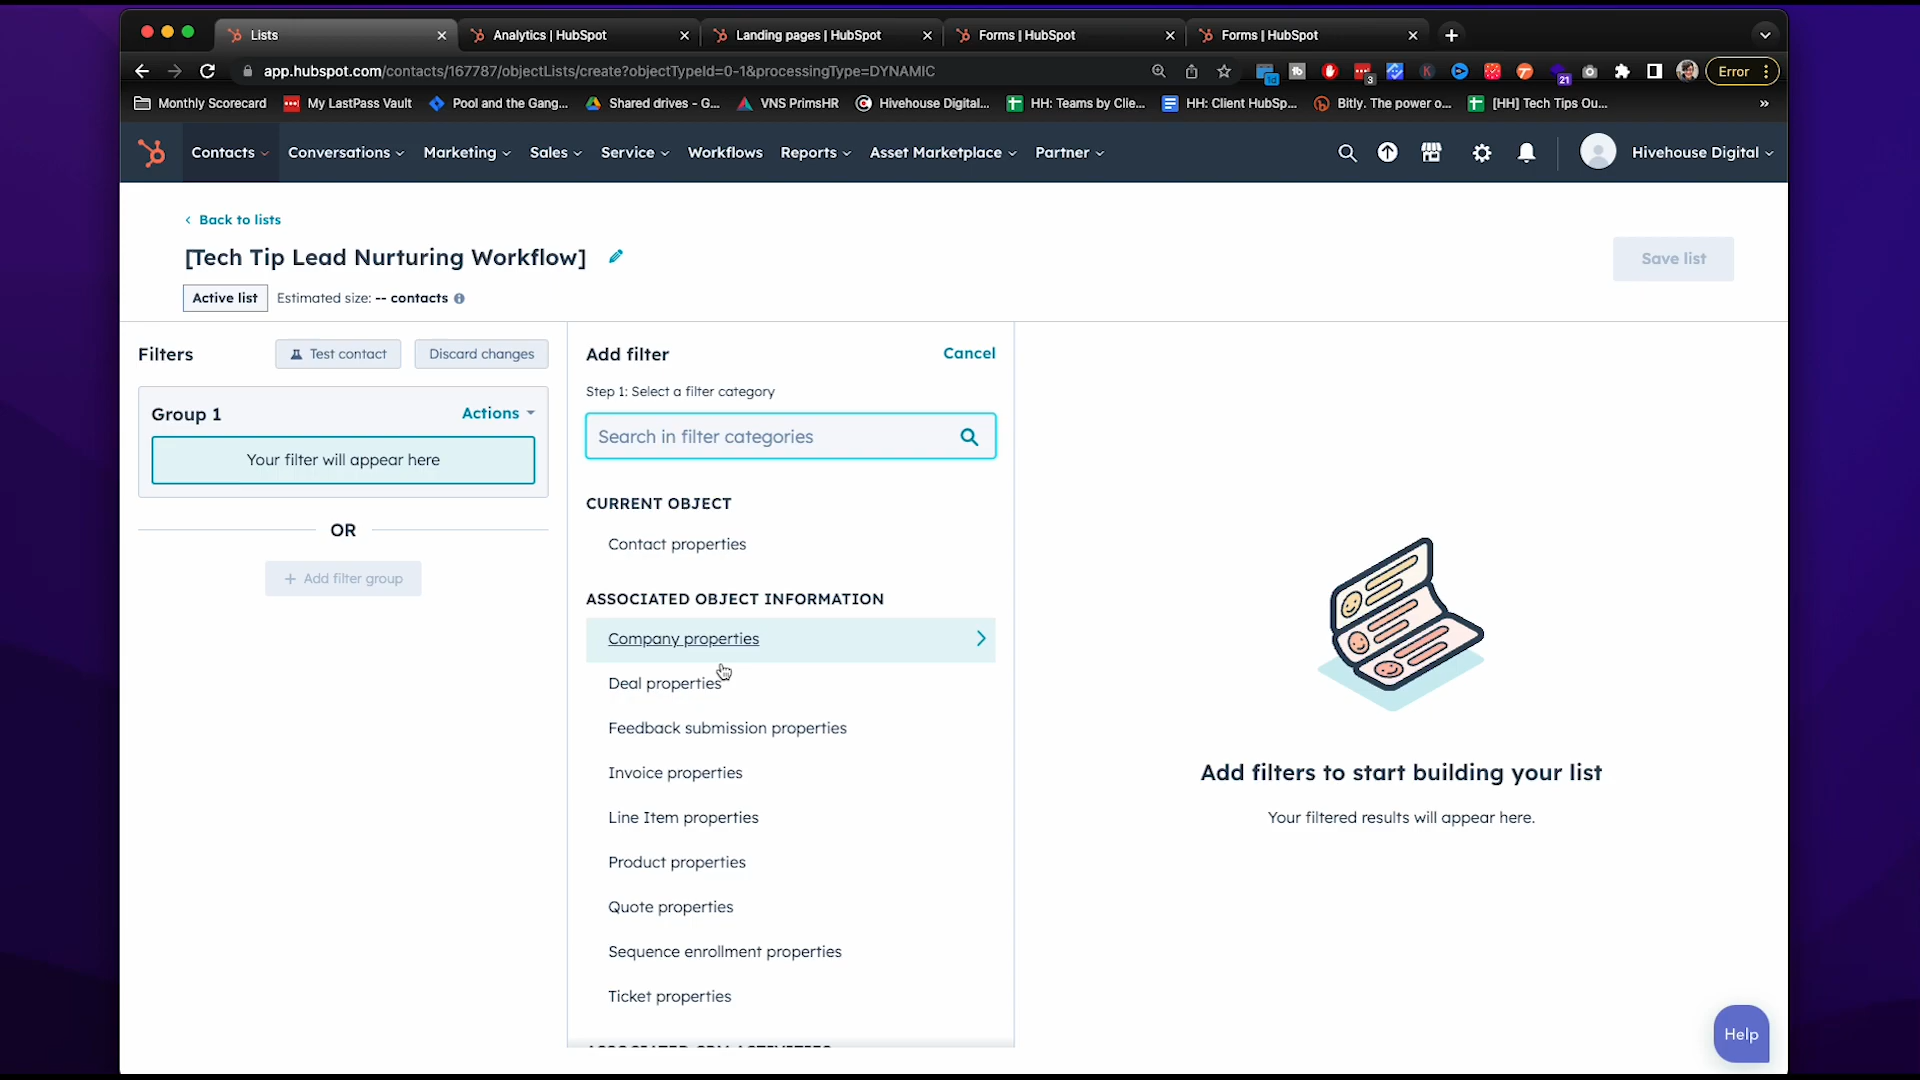 Lists
Analytics | HubSpot
Landing pages | HubSpot
Forms | HubSpot
Forms | HubSpot
app.hubspot.com/contacts/167787/objectLists/create?objectTypeId=0-1&processingType=DYNAMIC
1d
3
21
Error
Monthly Scorecard
My LastPass Vault
Pool and the Gang...
Shared drives - G...
VNS PrimsHR
Hivehouse Digital...
HH: Teams by Clie...
HH: Client HubSp...
Bitly. The power o...
[HH] Tech Tips Ou...
»
Contacts
Conversations
Marketing
Sales
Service
Workflows
Reports
Asset Marketplace
Partner
Hivehouse Digital
Back to lists
[Tech Tip Lead Nurturing Workflow]
Save list
Active list
Estimated size: -- contacts
Filters
Test contact
Discard changes
Add filter
Cancel
Step 1: Select a filter category
Group 1
Actions
Search in filter categories
Your filter will appear here
CURRENT OBJECT
OR
Contact properties
+ Add filter group
ASSOCIATED OBJECT INFORMATION
Company properties
Deal properties
Feedback submission properties
Invoice properties
Line Item properties
Product properties
Quote properties
Sequence enrollment properties
Ticket properties
ASSOCIATED CRM ACTIVITIES
Add filters to start building your list
Your filtered results will appear here.
Help